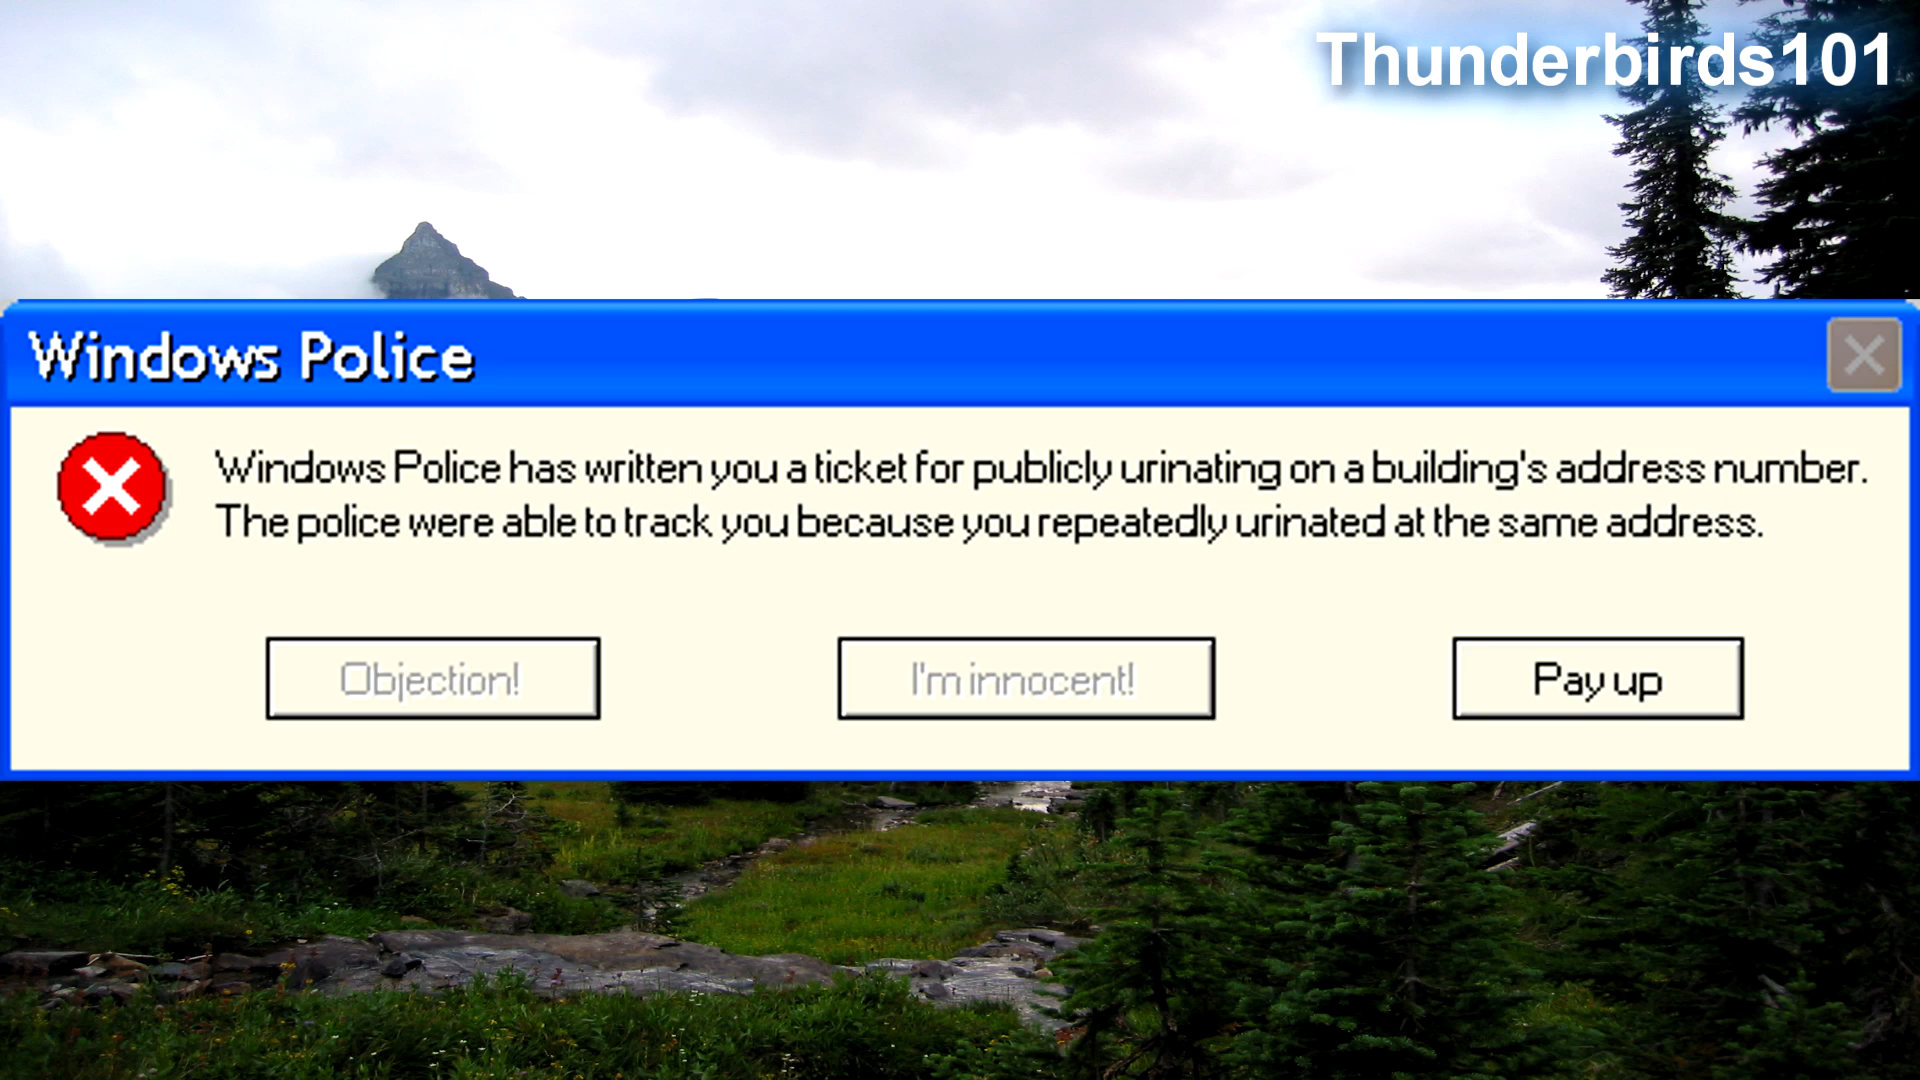 Thunderbirds101
Windows Police
Windows Police has written you a ticket for publicly urinating on a building's address number.
The police were able to track you because you repeatedly urinated at the same address.
Objection!
I'm innocent!
Pay up